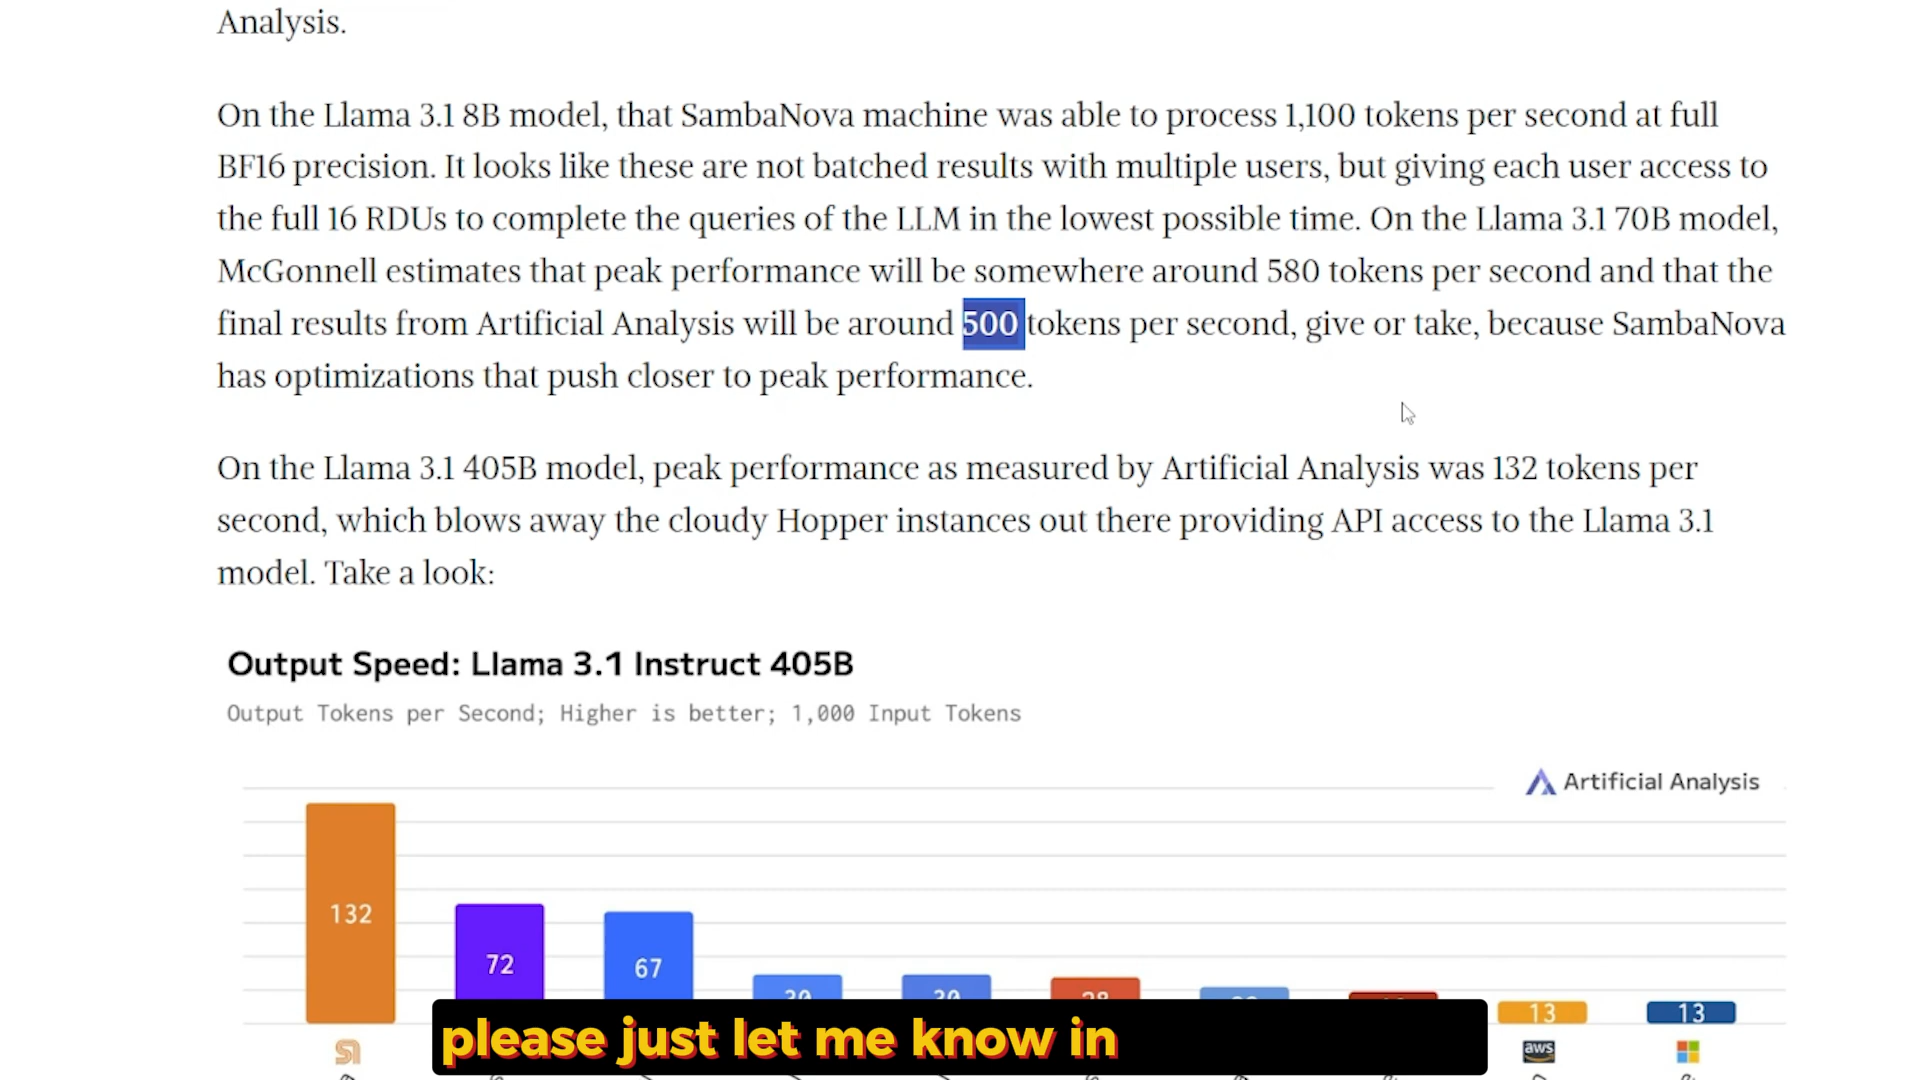 Analysis.
On the Llama 3.1 8B model, that SambaNova machine was able to process 1,100 tokens per second at full
BF16 precision. It looks like these are not batched results with multiple users, but giving each user access to
the full 16 RDUs to complete the queries of the LLM in the lowest possible time. On the Llama 3.1 70B model,
McGonnell estimates that peak performance will be somewhere around 580 tokens per second and that the
final results from Artificial Analysis will be around 500 tokens per second, give or take, because SambaNova
has optimizations that push closer to peak performance.
On the Llama 3.1 405B model, peak performance as measured by Artificial Analysis was 132 tokens per
second, which blows away the cloudy Hopper instances out there providing API access to the Llama 3.1
model. Take a look:
Output Speed: Llama 3.1 Instruct 405B
Output Tokens per Second; Higher is better; 1,000 Input Tokens
Artificial Analysis
132
72
67
30
30
28
13
13
aws
please just let me know in